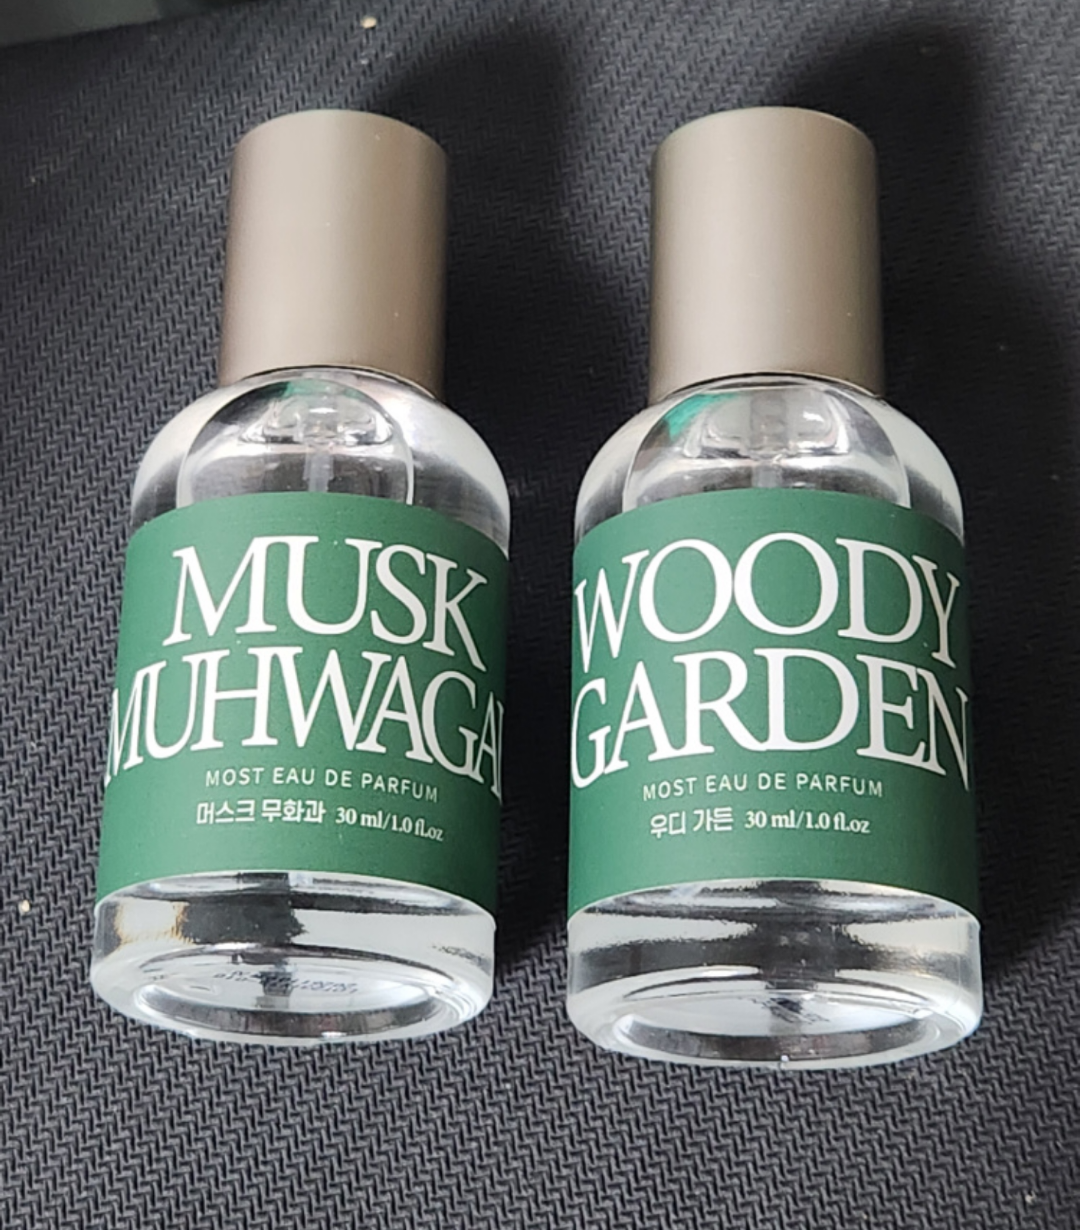 MUSK
MUHWAGA
MOST EAU DE PARFUM
머스크 무화과 30 ml/1.0 fl.oz
WOODY
GARDEN
MOST EAU DE PARFUM
우디 가든 30 ml/1.0 fl.oz